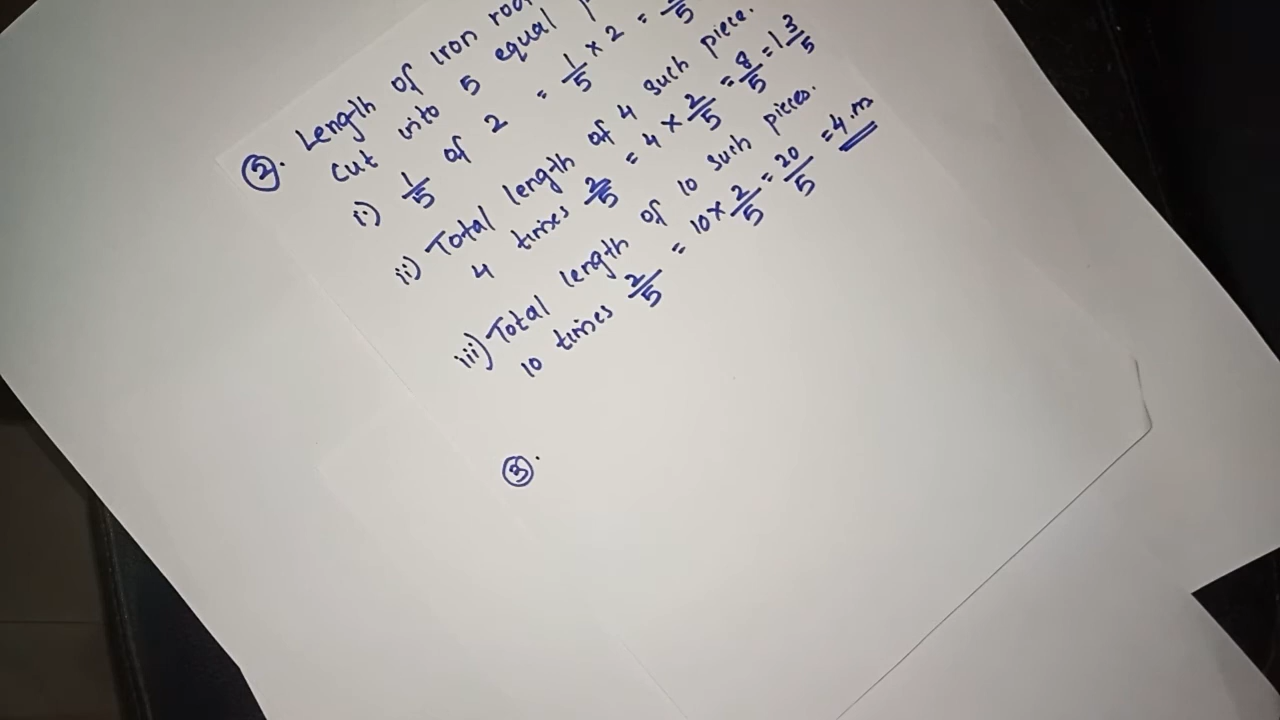 ②. Length of iron
cut into 5 equal
i) 1/5 of 2 = 1/5 × 2 =
ii) Total length of 4 such piece.
4 times 2/5 = 4 × 2/5 = 8/5 = 1 3/5
iii) Total length of 10 such pieces.
10 times 2/5 = 10 × 2/5 = 20/5 = 4.m
③.